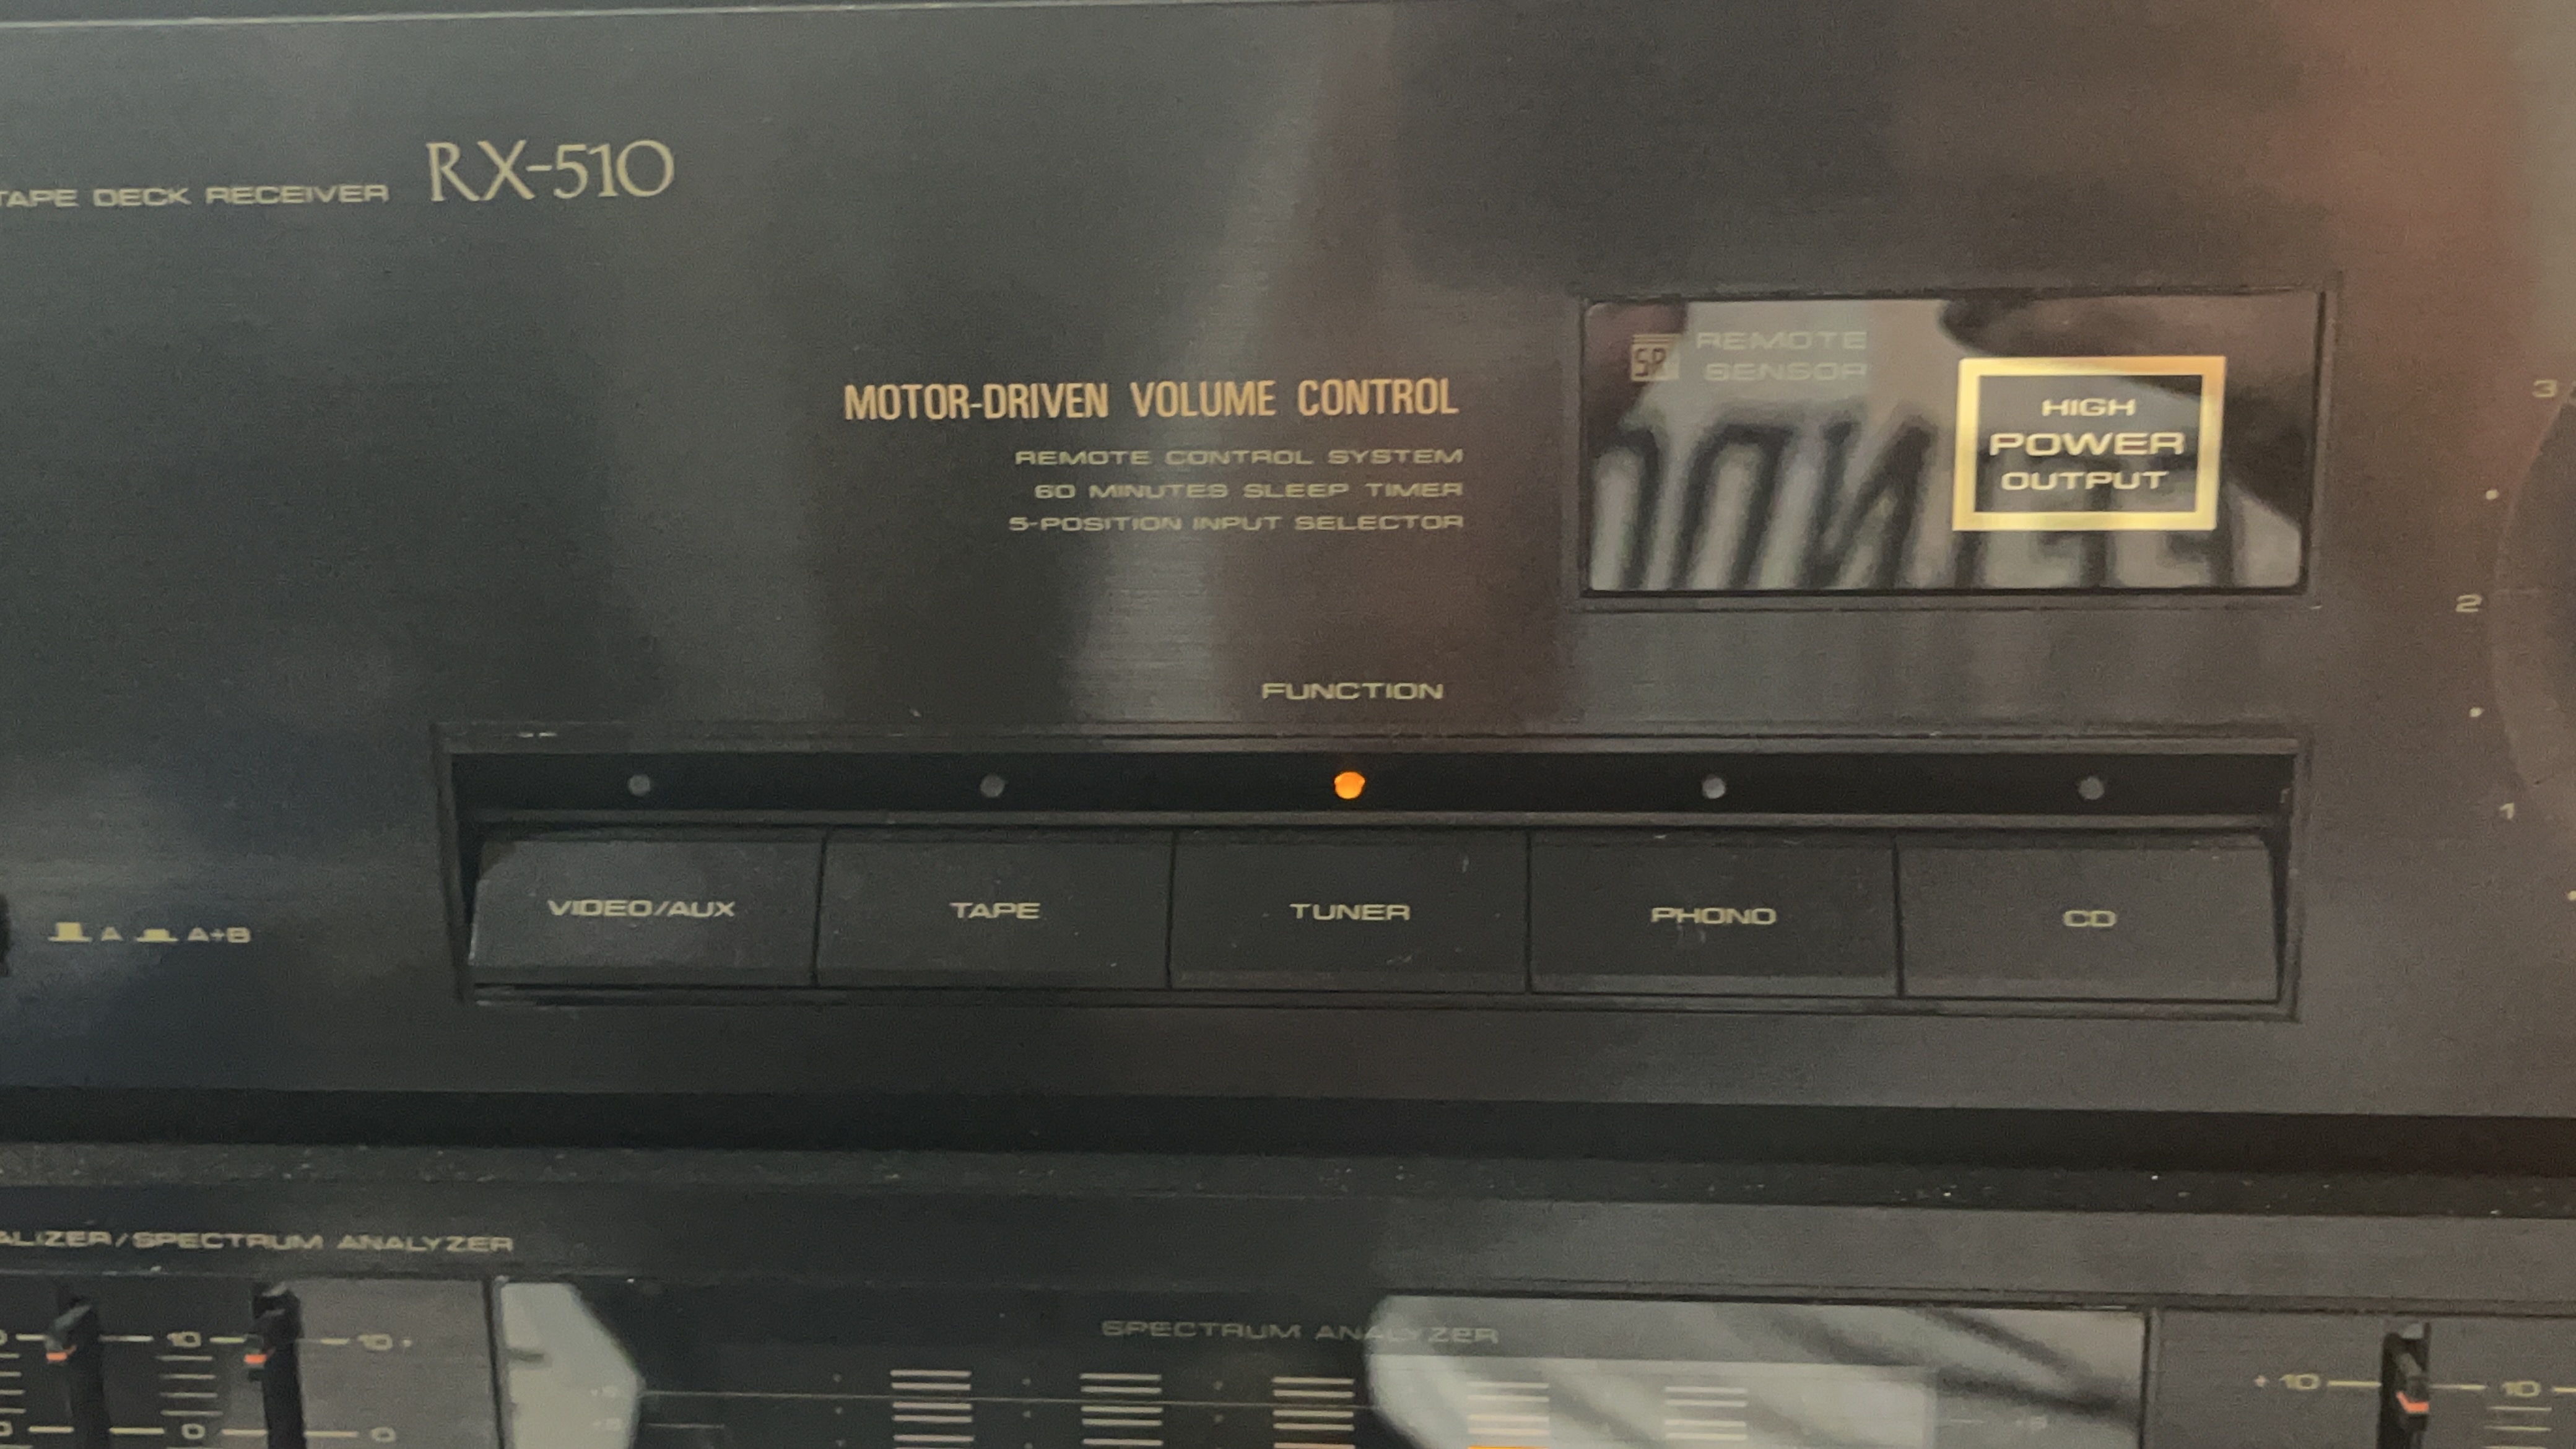 TAPE DECK RECEIVER RX-510
MOTOR-DRIVEN VOLUME CONTROL
REMOTE CONTROL SYSTEM
60 MINUTES SLEEP TIMER
5-POSITION INPUT SELECTOR
SR REMOTE
SENSOR
HIGH
POWER
OUTPUT
3
2
1
FUNCTION
VIDEO/AUX TAPE TUNER PHONO CD
A A+B
ALIZER/SPECTRUM ANALYZER
SPECTRUM ANALYZER
10 10+
0 0
+10 10